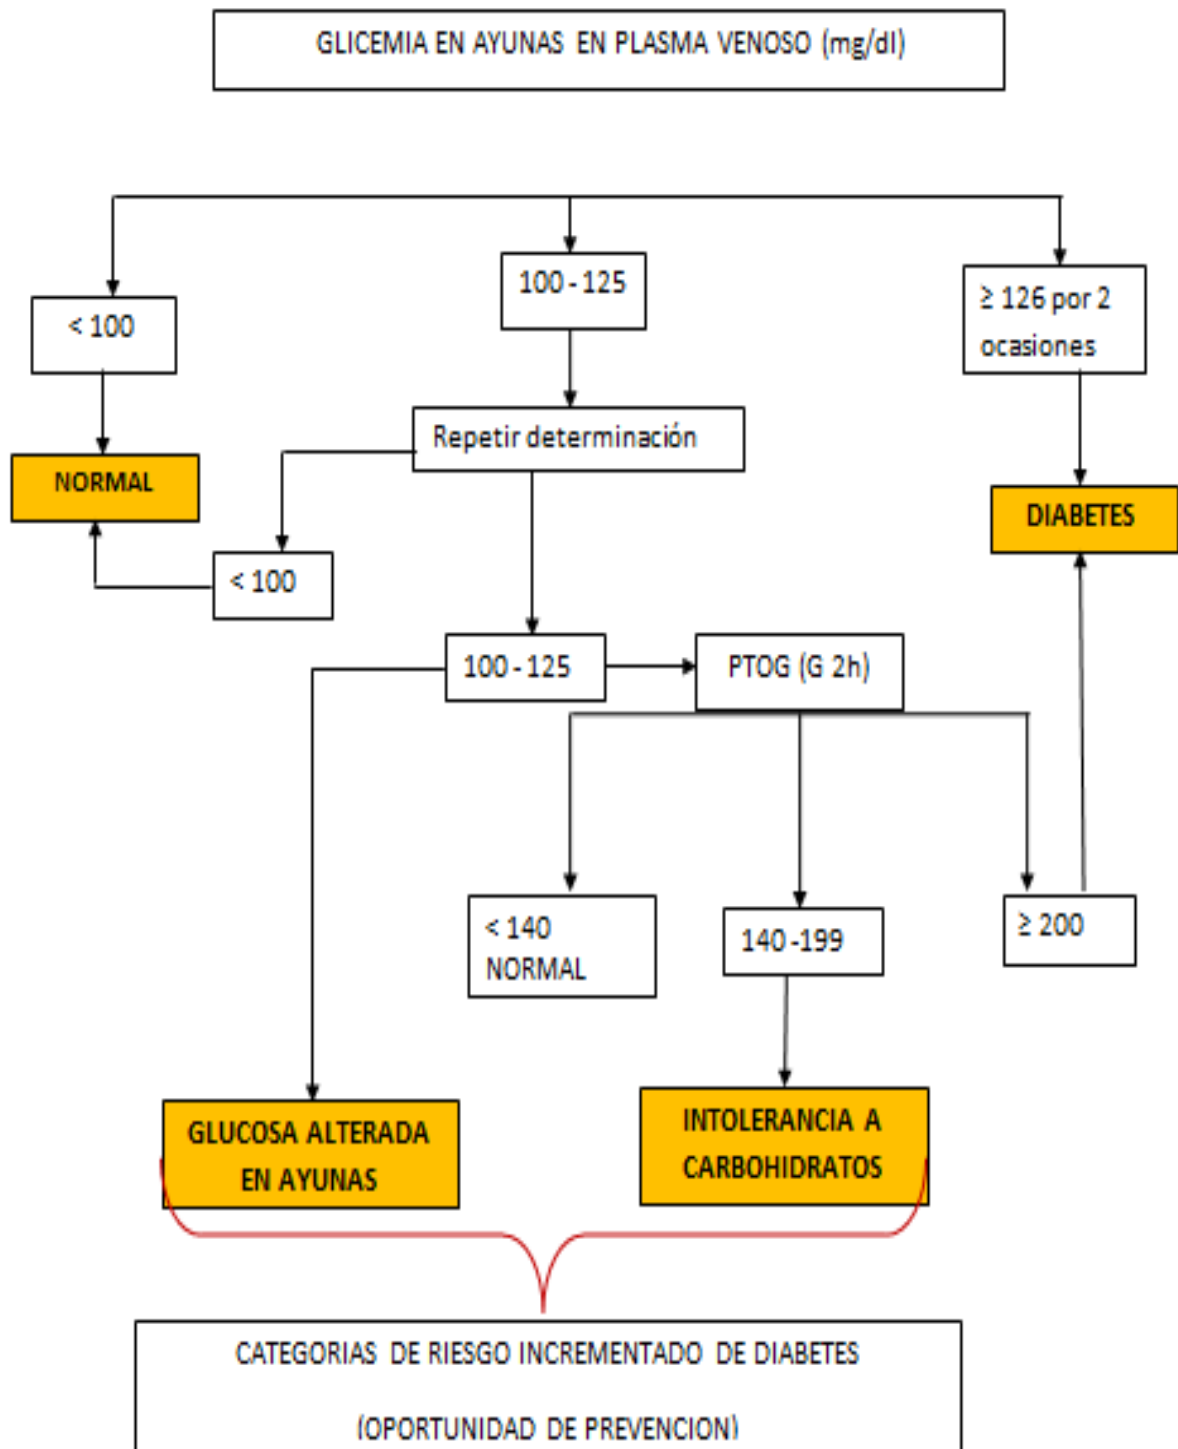 GLICEMIA EN AYUNAS EN PLASMA VENOSO (mg/dl)
< 100
100 - 125
≥ 126 por 2
ocasiones
Repetir determinación
NORMAL
DIABETES
< 100
100 - 125
PTOG (G 2h)
< 140
NORMAL
140 -199
≥ 200
GLUCOSA ALTERADA
EN AYUNAS
INTOLERANCIA A
CARBOHIDRATOS
CATEGORIAS DE RIESGO INCREMENTADO DE DIABETES
(OPORTUNIDAD DE PREVENCION)